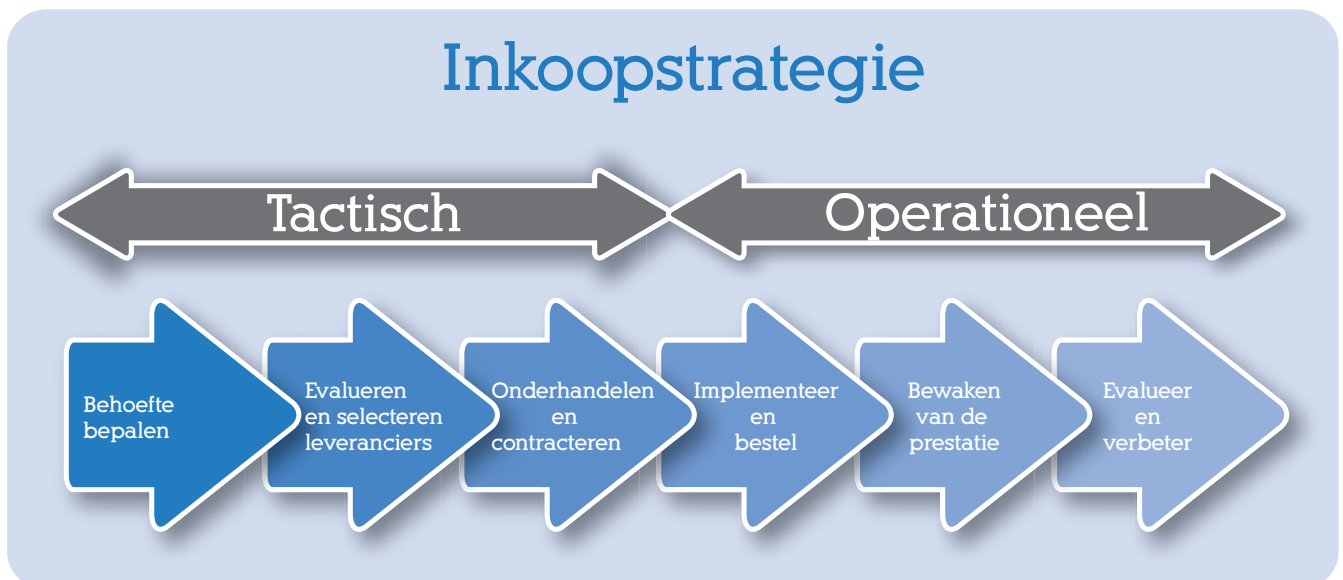 Inkoopstrategie
Tactisch
Operationeel
Behoefte
bepalen
Evalueren
en selecteren
leveranciers
Onderhandelen
en
contracteren
Implementeer
en
bestel
Bewaken
van de
prestatie
Evalueer
en
verbeter